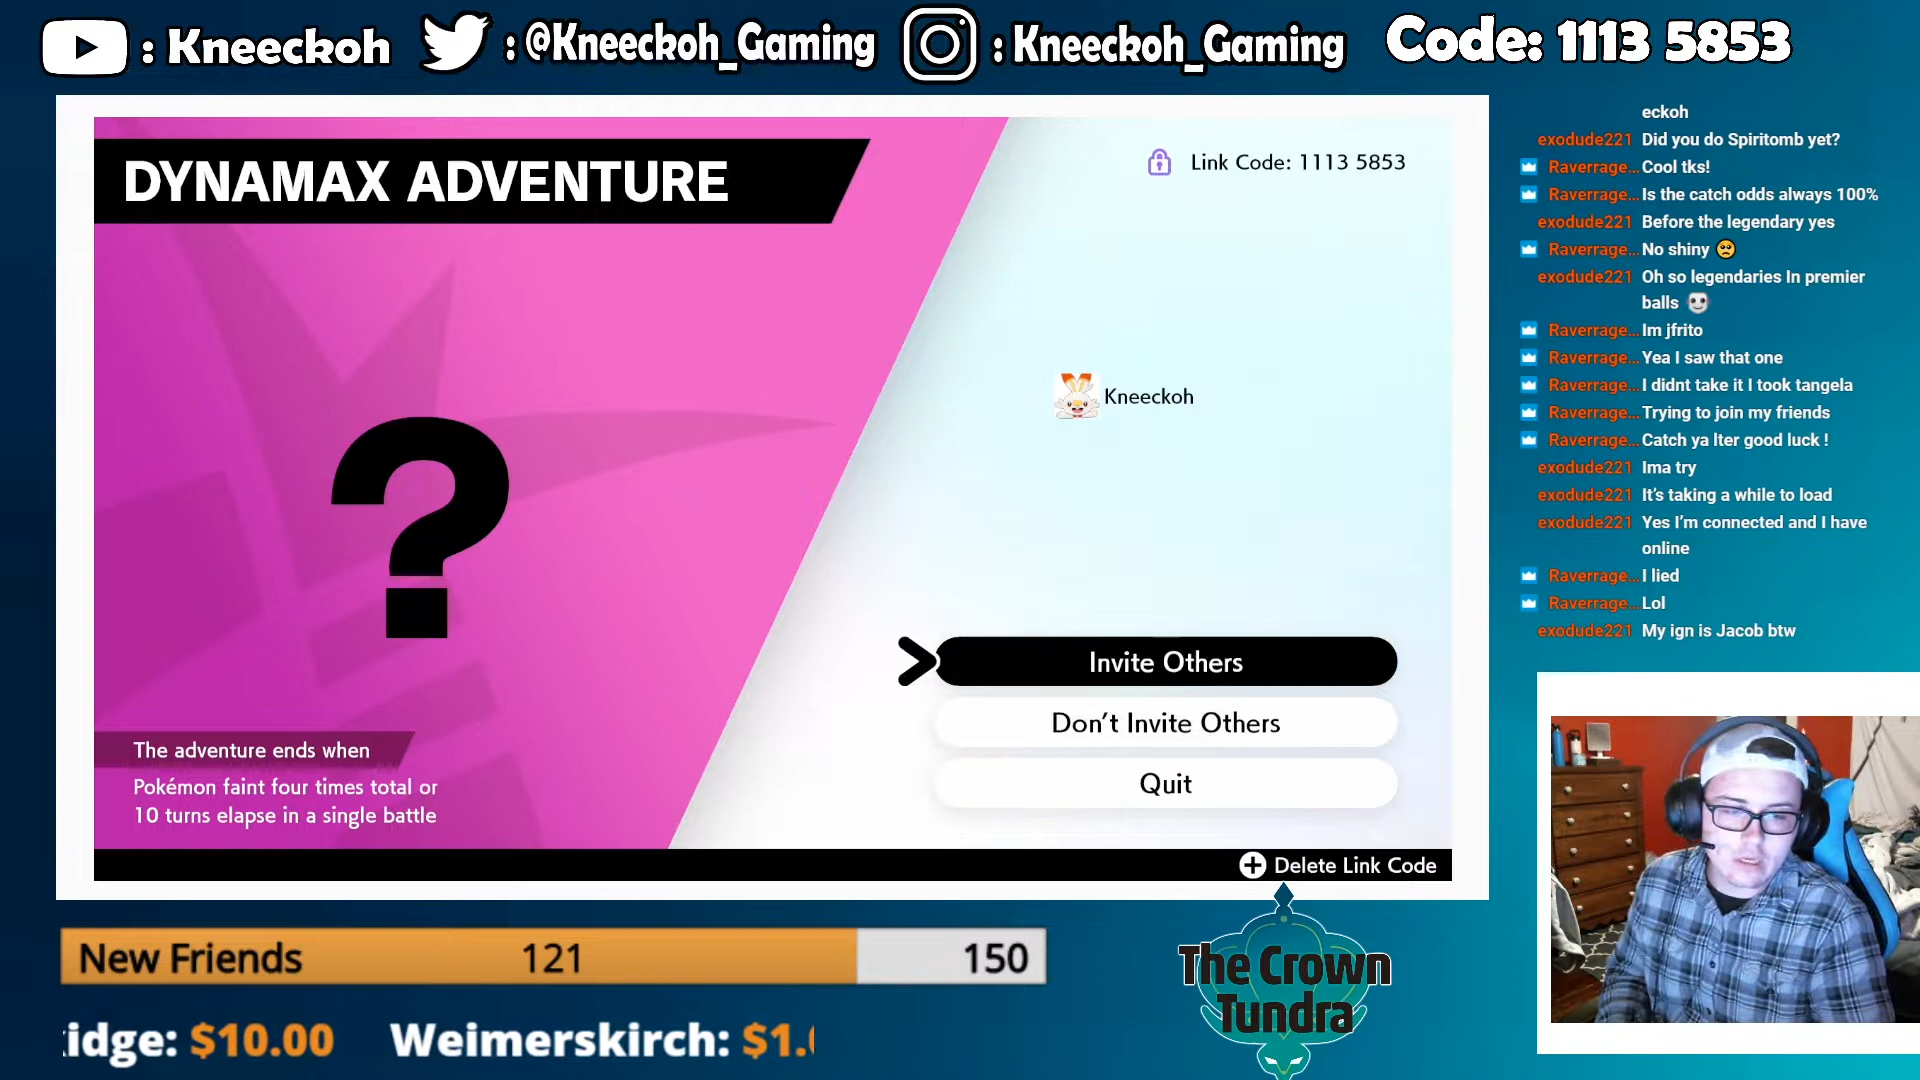 : Kneeckoh : @Kneeckoh_Gaming : Kneeckoh_Gaming Code: 1113 5853
DYNAMAX ADVENTURE
Link Code: 1113 5853
Kneeckoh
Invite Others
Don't Invite Others
Quit
The adventure ends when
Pokémon faint four times total or
10 turns elapse in a single battle
Delete Link Code
eckoh
exodude221 Did you do Spiritomb yet?
Raverrage... Cool tks!
Raverrage... Is the catch odds always 100%
exodude221 Before the legendary yes
Raverrage... No shiny 🥺
exodude221 Oh so legendaries In premier
balls
Raverrage... Im jfrito
Raverrage... Yea I saw that one
Raverrage... I didnt take it I took tangela
Raverrage... Trying to join my friends
Raverrage... Catch ya lter good luck !
exodude221 Ima try
exodude221 It's taking a while to load
exodude221 Yes I'm connected and I have
online
Raverrage... I lied
Raverrage... Lol
exodude221 My ign is Jacob btw
New Friends 121 150
idge: $10.00 Weimerskirch: $1.
The Crown
Tundra